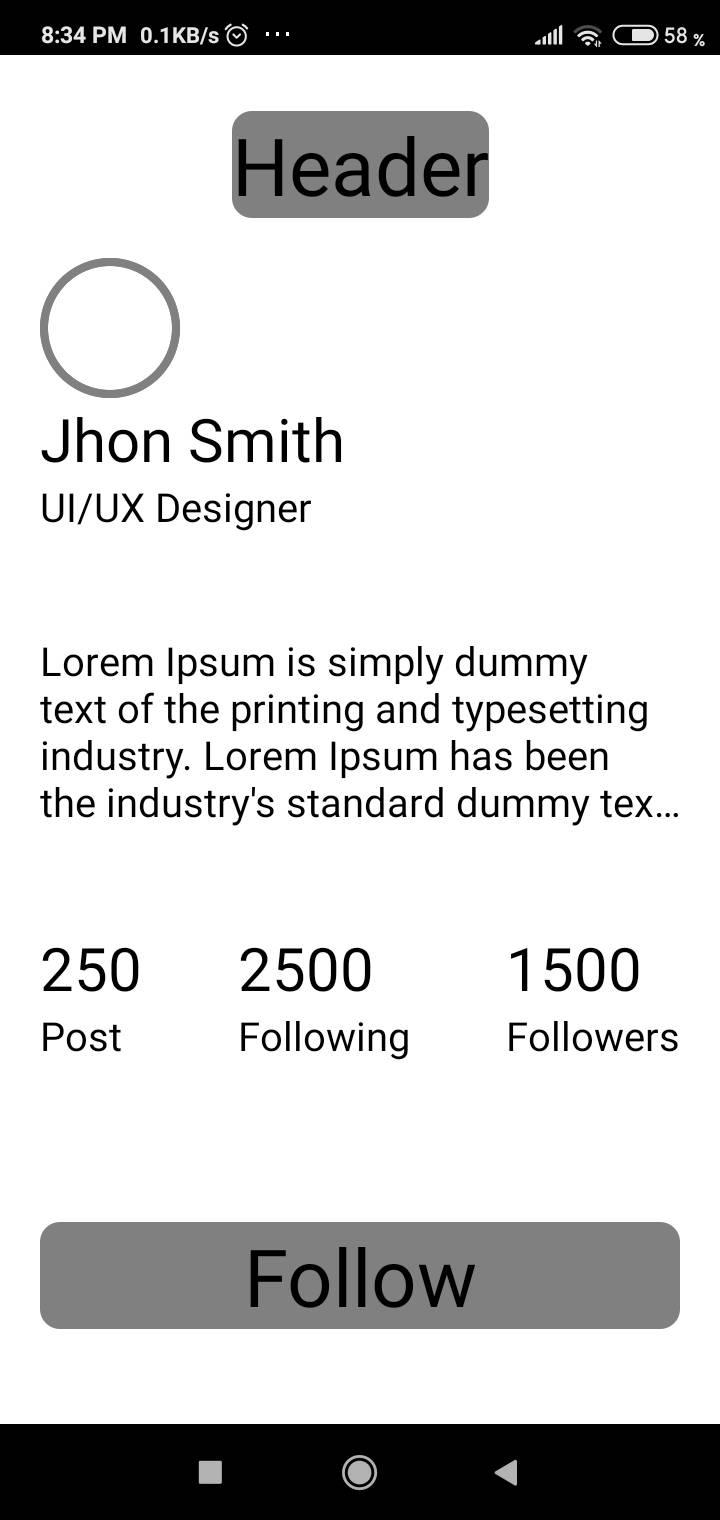 8:34 PM 0.1KB/s ... 58 %
Header
Jhon Smith
UI/UX Designer
Lorem Ipsum is simply dummy
text of the printing and typesetting
industry. Lorem Ipsum has been
the industry's standard dummy tex...
250 2500 1500
Post Following Followers
Follow